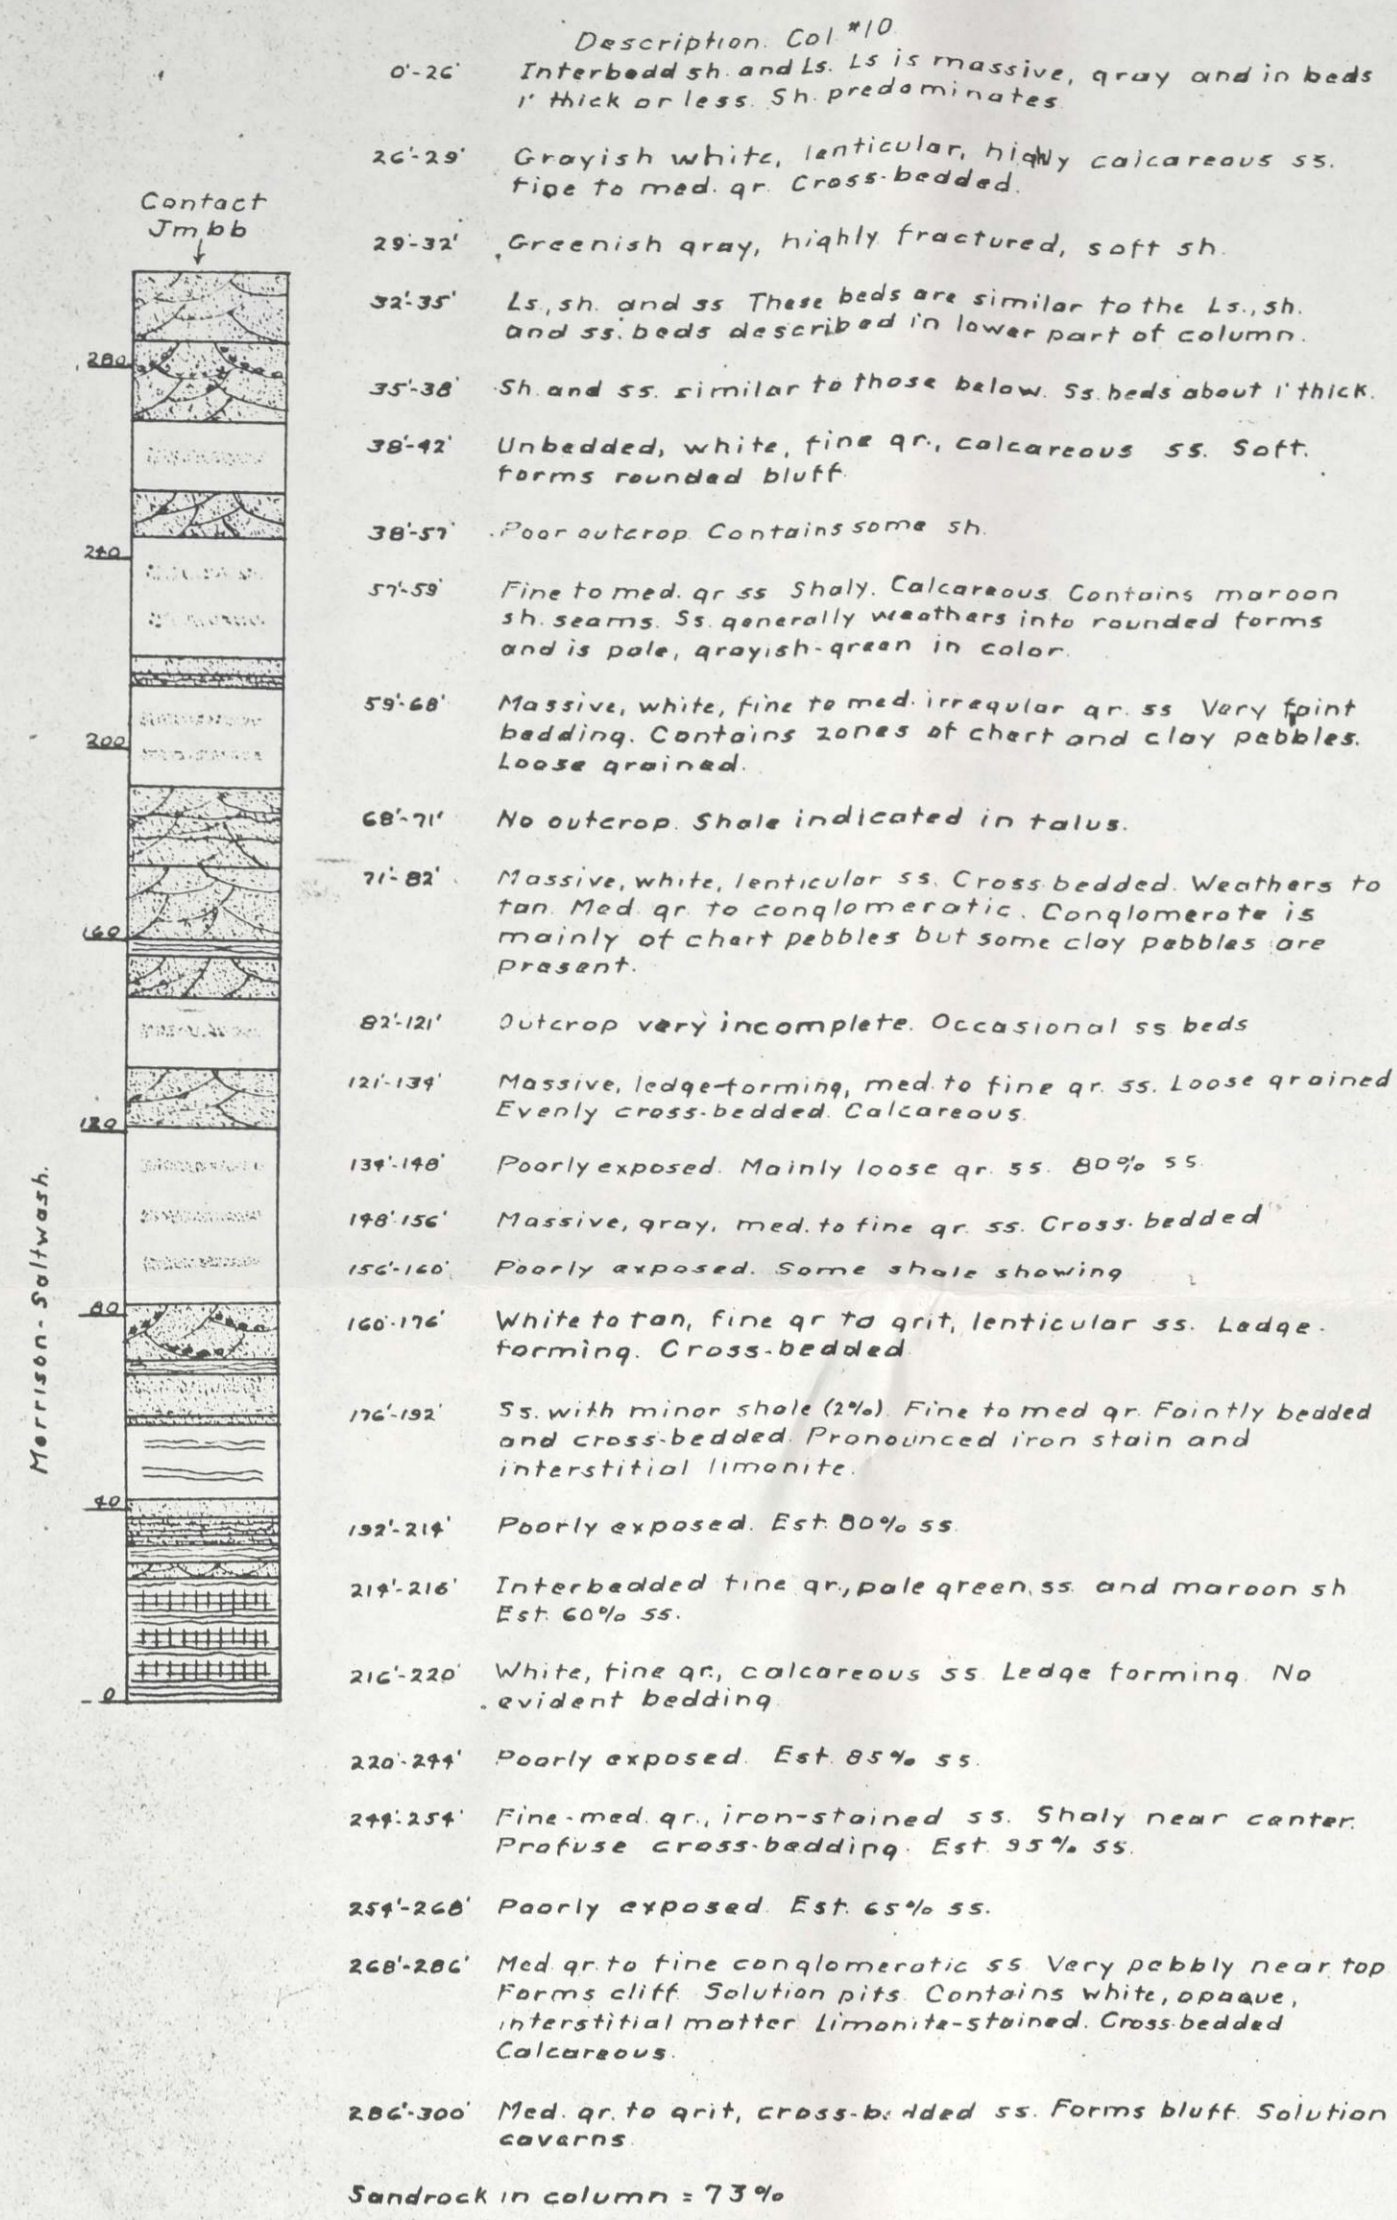 Description. Col. #10
0'-26' Interbedd sh. and Ls. Ls is massive, gray and in beds
1' thick or less. Sh. predominates.
26'-29' Grayish white, lenticular, highly calcareous ss.
fine to med. gr. Cross-bedded.
Contact
Jmbb
29'-32' Greenish gray, highly fractured, soft sh.
32'-35' Ls., sh. and ss These beds are similar to the Ls., sh.
and ss. beds described in lower part of column.
280
35'-38' Sh. and ss. similar to those below. Ss. beds about 1' thick.
38'-42' Unbedded, white, fine gr., calcareous ss. Soft.
forms rounded bluff.
38'-57' Poor outcrop. Contains some sh.
240
57'-59' Fine to med. gr ss Shaly. Calcareous. Contains maroon
sh. seams. Ss. generally weathers into rounded forms
and is pale, grayish-green in color.
59'-68' Massive, white, fine to med. irregular gr. ss Very faint
bedding. Contains zones of chert and clay pebbles.
Loose grained.
200
68'-71' No outcrop. Shale indicated in talus.
71'-82' Massive, white, lenticular ss. Cross bedded. Weathers to
tan. Med. gr. to conglomeratic. Conglomerate is
mainly of chert pebbles but some clay pebbles are
present.
160
82'-121' Outcrop very incomplete. Occasional ss beds
121'-134' Massive, ledge-forming, med. to fine gr. ss. Loose grained
Evenly cross-bedded. Calcareous.
120
134'-148' Poorly exposed. Mainly loose gr. ss. 80% ss.
148'-156' Massive, gray, med. to fine gr. ss. Cross-bedded
156'-160' Poorly exposed. Some shale showing
Morrison-Saltwash.
80
160'-176' White to tan, fine gr to grit, lenticular ss. Ledge-
forming. Cross-bedded.
176'-192' Ss. with minor shale (2%). Fine to med gr. Faintly bedded
and cross-bedded. Pronounced iron stain and
interstitial limonite.
40
192'-214' Poorly exposed. Est. 80% ss.
214'-216' Interbedded fine gr., pale green, ss. and maroon sh
Est. 60% ss.
216'-220' White, fine gr., calcareous ss. Ledge forming. No
evident bedding.
0
220'-244' Poorly exposed. Est. 85% ss.
244'-254' Fine-med. gr., iron-stained ss. Shaly near center.
Profuse cross-bedding. Est. 95% ss.
254'-268' Poorly exposed. Est. 65% ss.
268'-286' Med. gr. to fine conglomeratic ss Very pebbly near top
Forms cliff. Solution pits. Contains white, opaque,
interstitial matter. Limonite-stained. Cross bedded
Calcareous.
286'-300' Med. gr. to grit, cross-bedded ss. Forms bluff. Solution
caverns.
Sandrock in column = 73%